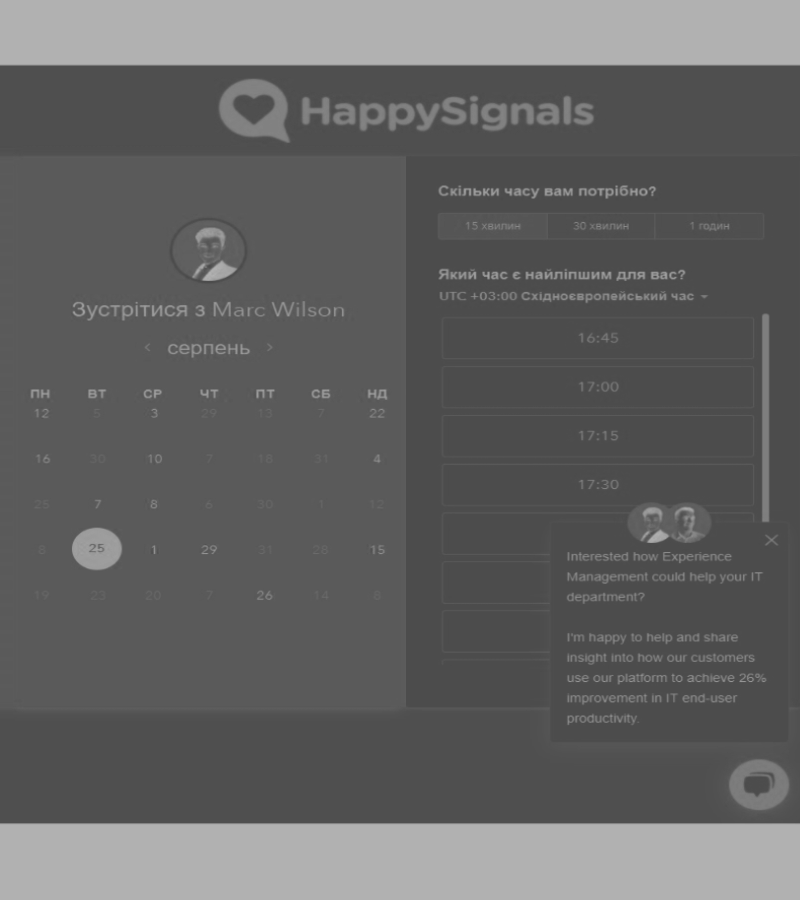 HappySignals
Зустрітися з Marc Wilson
серпень
ПН ВТ СР ЧТ ПТ СБ НД
12 5 3 29 13 7 22
16 30 10 7 18 31 4
25 7 8 6 30 1 12
8 25 1 29 31 28 15
19 23 20 7 26 14 8
Скільки часу вам потрібно?
15 хвилин 30 хвилин 1 годин
Який час є найліпшим для вас?
UTC +03:00 Східноєвропейський час
16:45
17:00
17:15
17:30
Interested how Experience
Management could help your IT
department?
I'm happy to help and share
insight into how our customers
use our platform to achieve 26%
improvement in IT end-user
productivity.